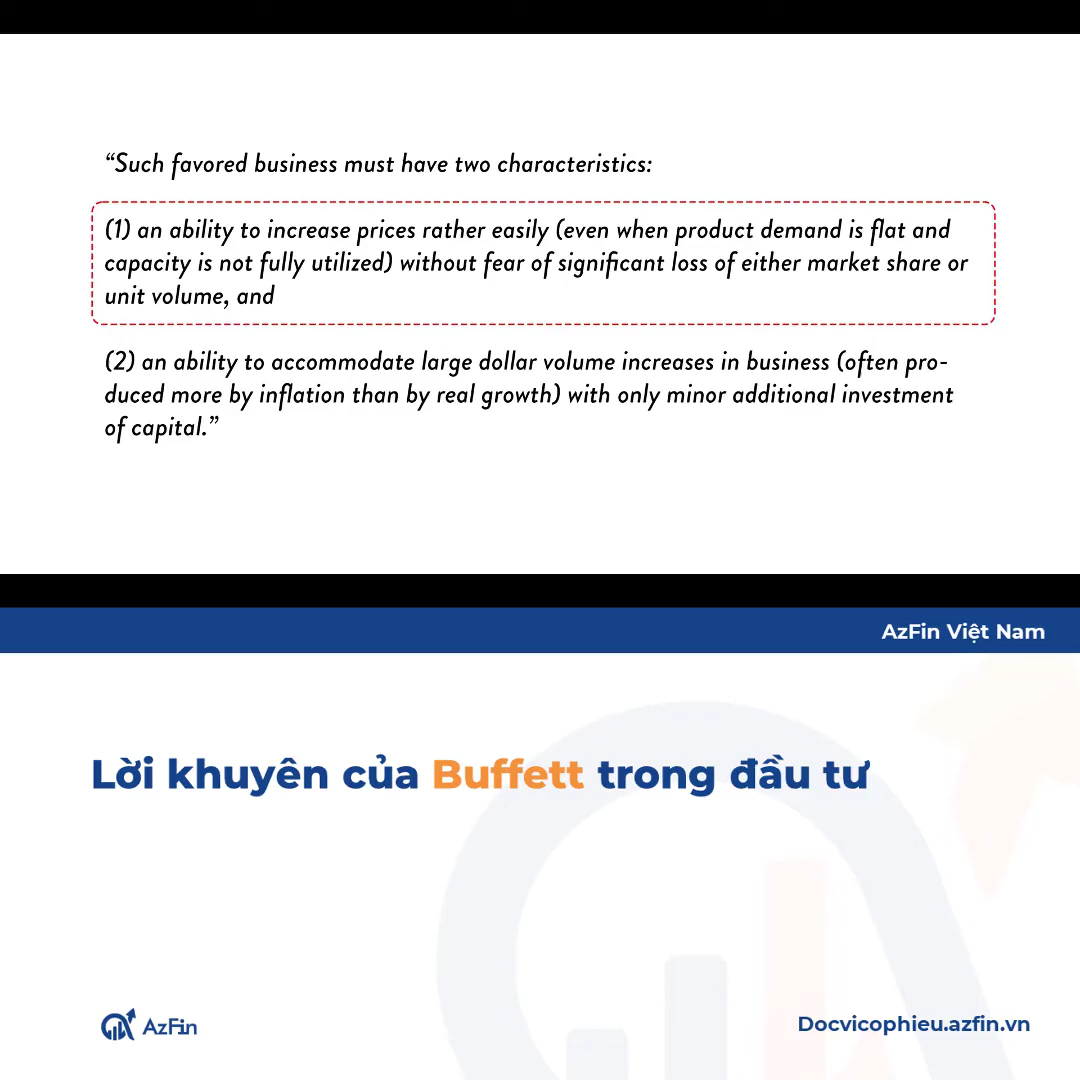 “Such favored business must have two characteristics:
(1) an ability to increase prices rather easily (even when product demand is flat and
capacity is not fully utilized) without fear of significant loss of either market share or
unit volume, and
(2) an ability to accommodate large dollar volume increases in business (often pro-
duced more by inflation than by real growth) with only minor additional investment
of capital.”
AzFin Việt Nam
Lời khuyên của Buffett trong đầu tư
AzFin
Docvicophieu.azfin.vn